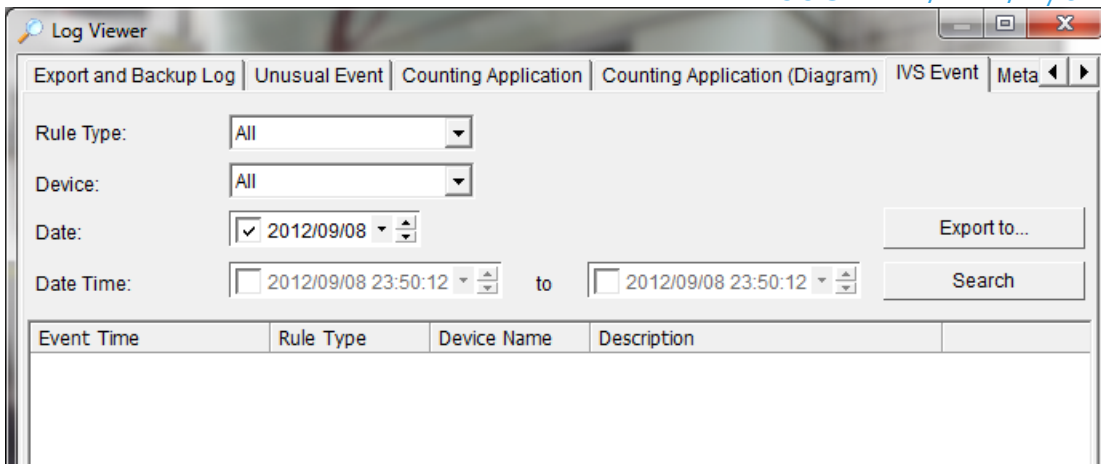 Log Viewer
Export and Backup Log Unusual Event Counting Application Counting Application (Diagram) IVS Event Meta
Rule Type: All
Device: All
Date: 2012/09/08 Export to...
Date Time: 2012/09/08 23:50:12 to 2012/09/08 23:50:12 Search
Event Time Rule Type Device Name Description